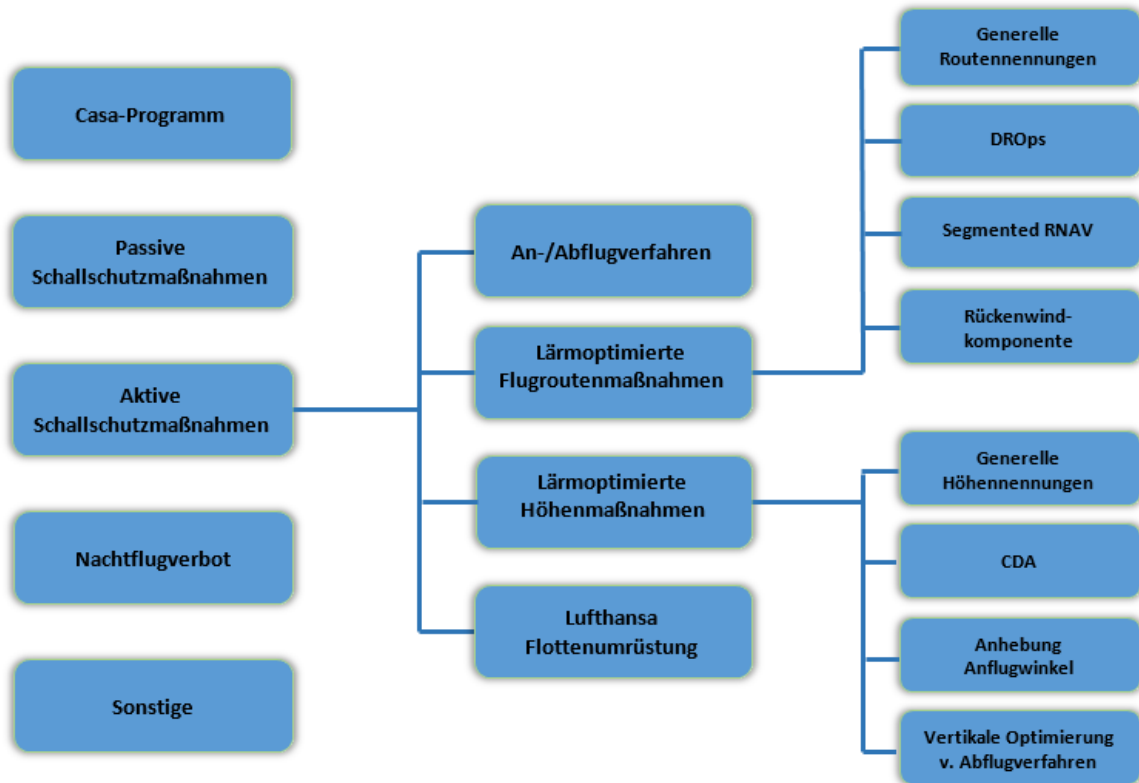 Casa-Programm
Passive
Schallschutzmaßnahmen
Aktive
Schallschutzmaßnahmen
Nachtflugverbot
Sonstige
An-/Abflugverfahren
Lärmoptimierte
Flugroutenmaßnahmen
Lärmoptimierte
Höhenmaßnahmen
Lufthansa
Flottenumrüstung
Generelle
Routennennungen
DROps
Segmented RNAV
Rückenwind-
komponente
Generelle
Höhennennungen
CDA
Anhebung
Anflugwinkel
Vertikale Optimierung
v. Abflugverfahren